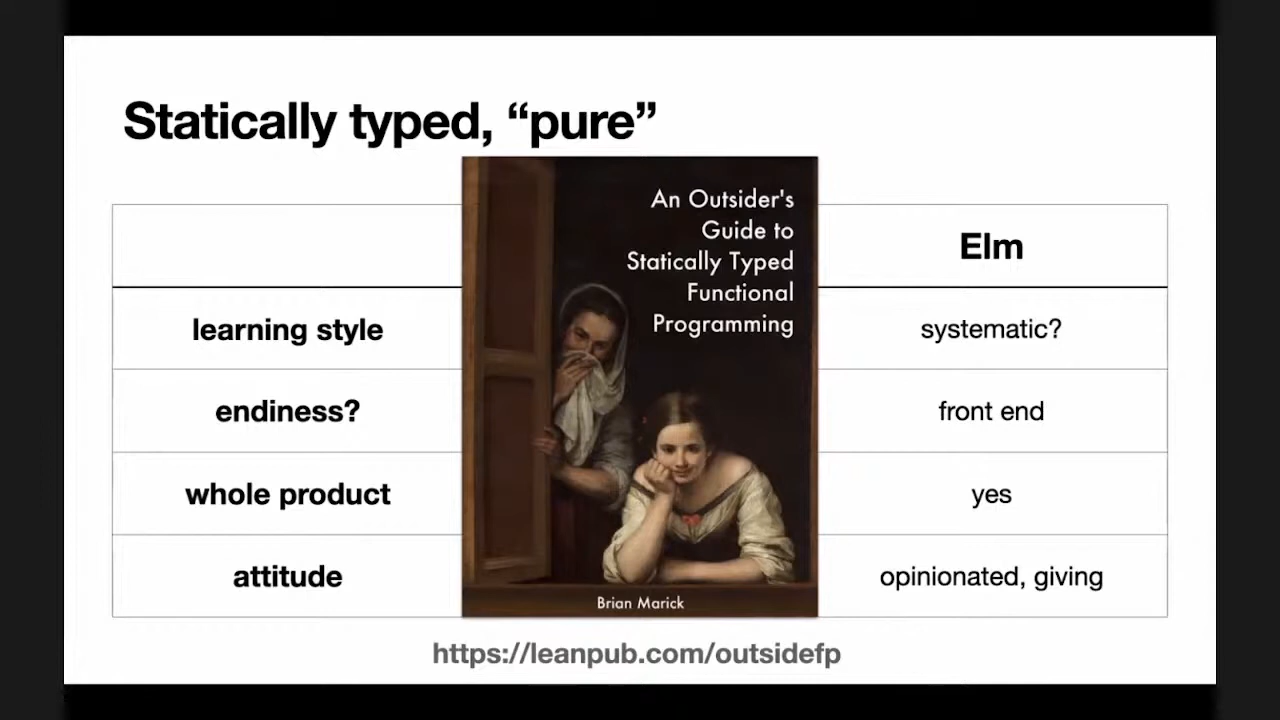 Statically typed, “pure”
An Outsider's
Guide to
Statically Typed
Functional
Programming
Brian Marick
Elm
learning style
systematic?
endiness?
front end
whole product
yes
attitude
opinionated, giving
https://leanpub.com/outsidefp